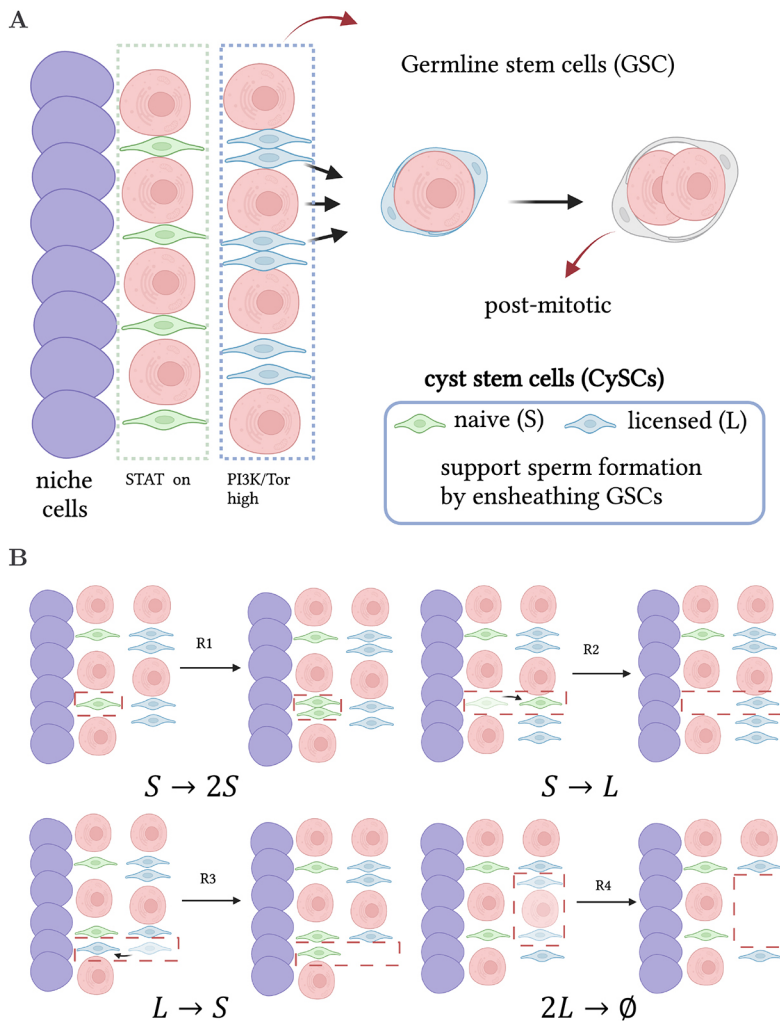 A
Germline stem cells (GSC)
post-mitotic
cyst stem cells (CySCs)
naive (S)
licensed (L)
support sperm formation
by ensheathing GSCs
niche
cells
STAT on
PI3K/Tor
high
B
R1
S → 2S
R2
S → L
R3
L → S
R4
2L → ∅